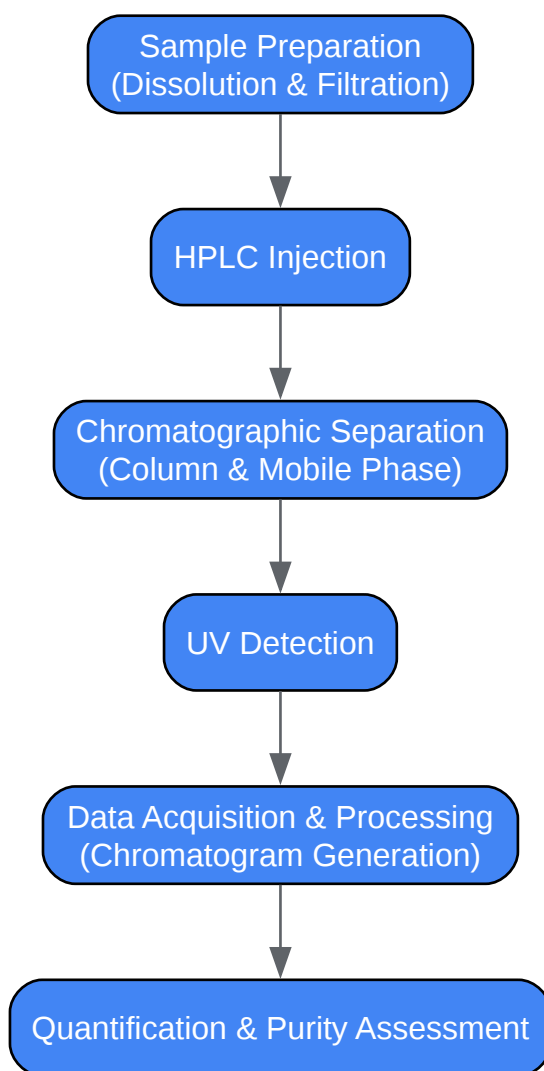 Sample Preparation
(Dissolution & Filtration)
HPLC Injection
Chromatographic Separation
(Column & Mobile Phase)
UV Detection
Data Acquisition & Processing
(Chromatogram Generation)
Quantification & Purity Assessment